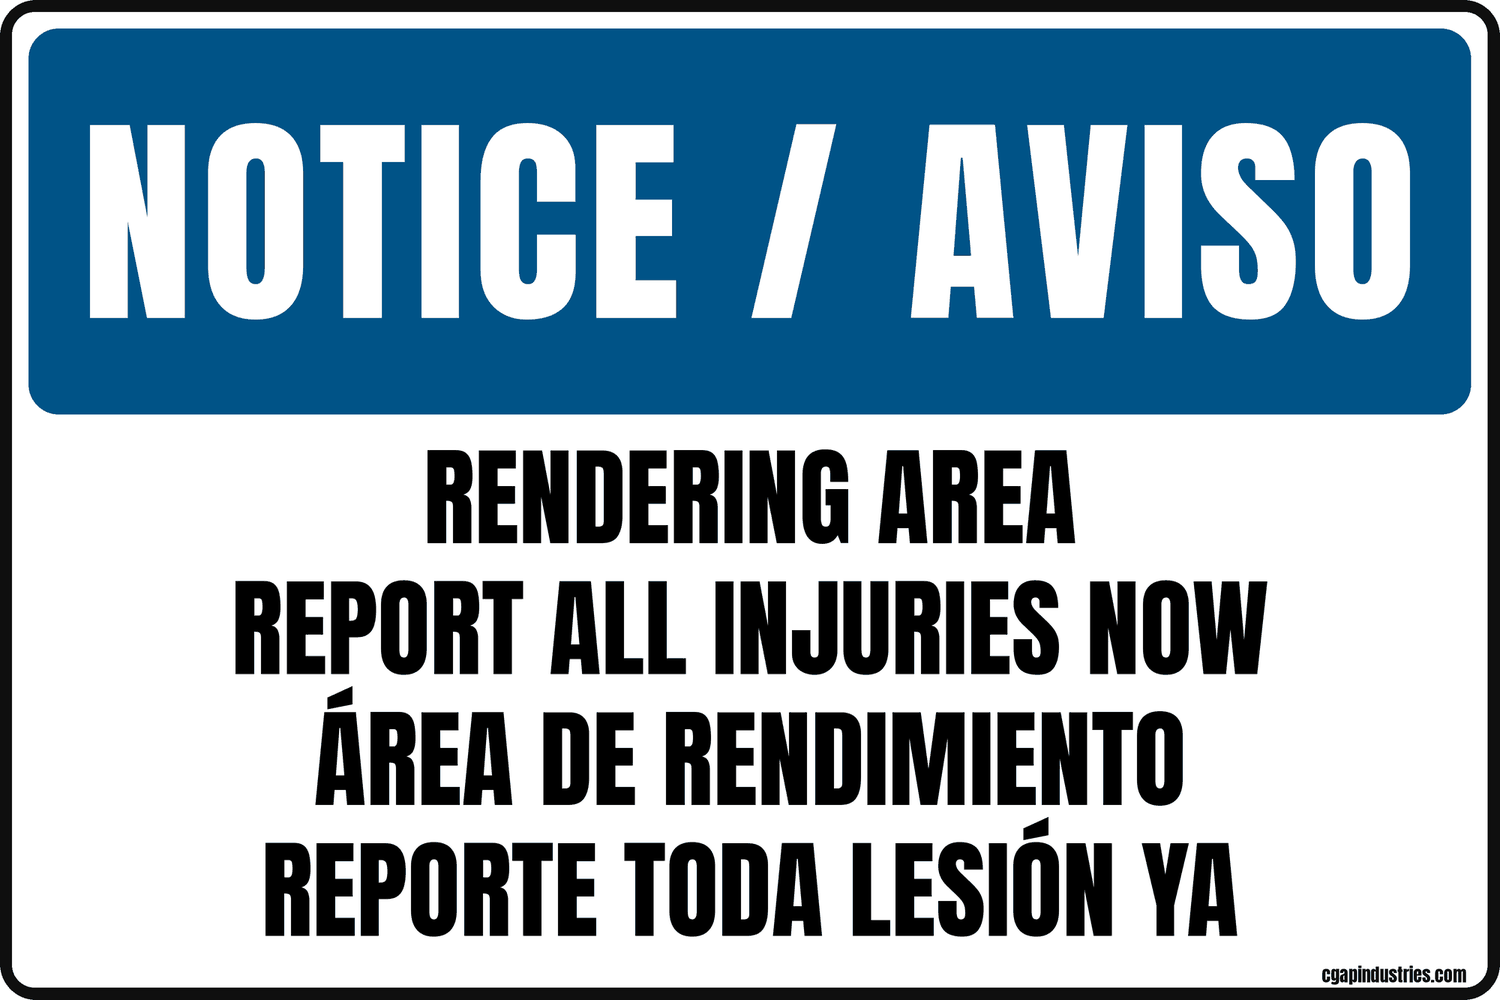 NOTICE / AVISO
RENDERING AREA
REPORT ALL INJURIES NOW
ÁREA DE RENDIMIENTO
REPORTE TODA LESIÓN YA
cgapindustries.com